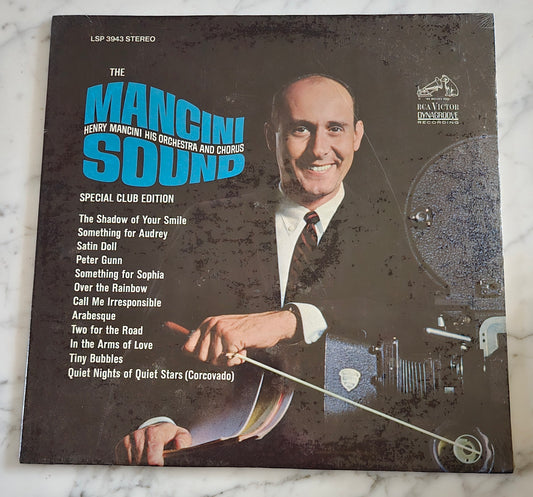 LSP 3943 STEREO
THE
MANCINI
HENRY MANCINI HIS ORCHESTRA AND CHORUS
SOUND
RCA VICTOR
DYNAGROOVE
RECORDING
SPECIAL CLUB EDITION
The Shadow of Your Smile
Something for Audrey
Satin Doll
Peter Gunn
Something for Sophia
Over the Rainbow
Call Me Irresponsible
Arabesque
Two for the Road
In the Arms of Love
Tiny Bubbles
Quiet Nights of Quiet Stars (Corcovado)